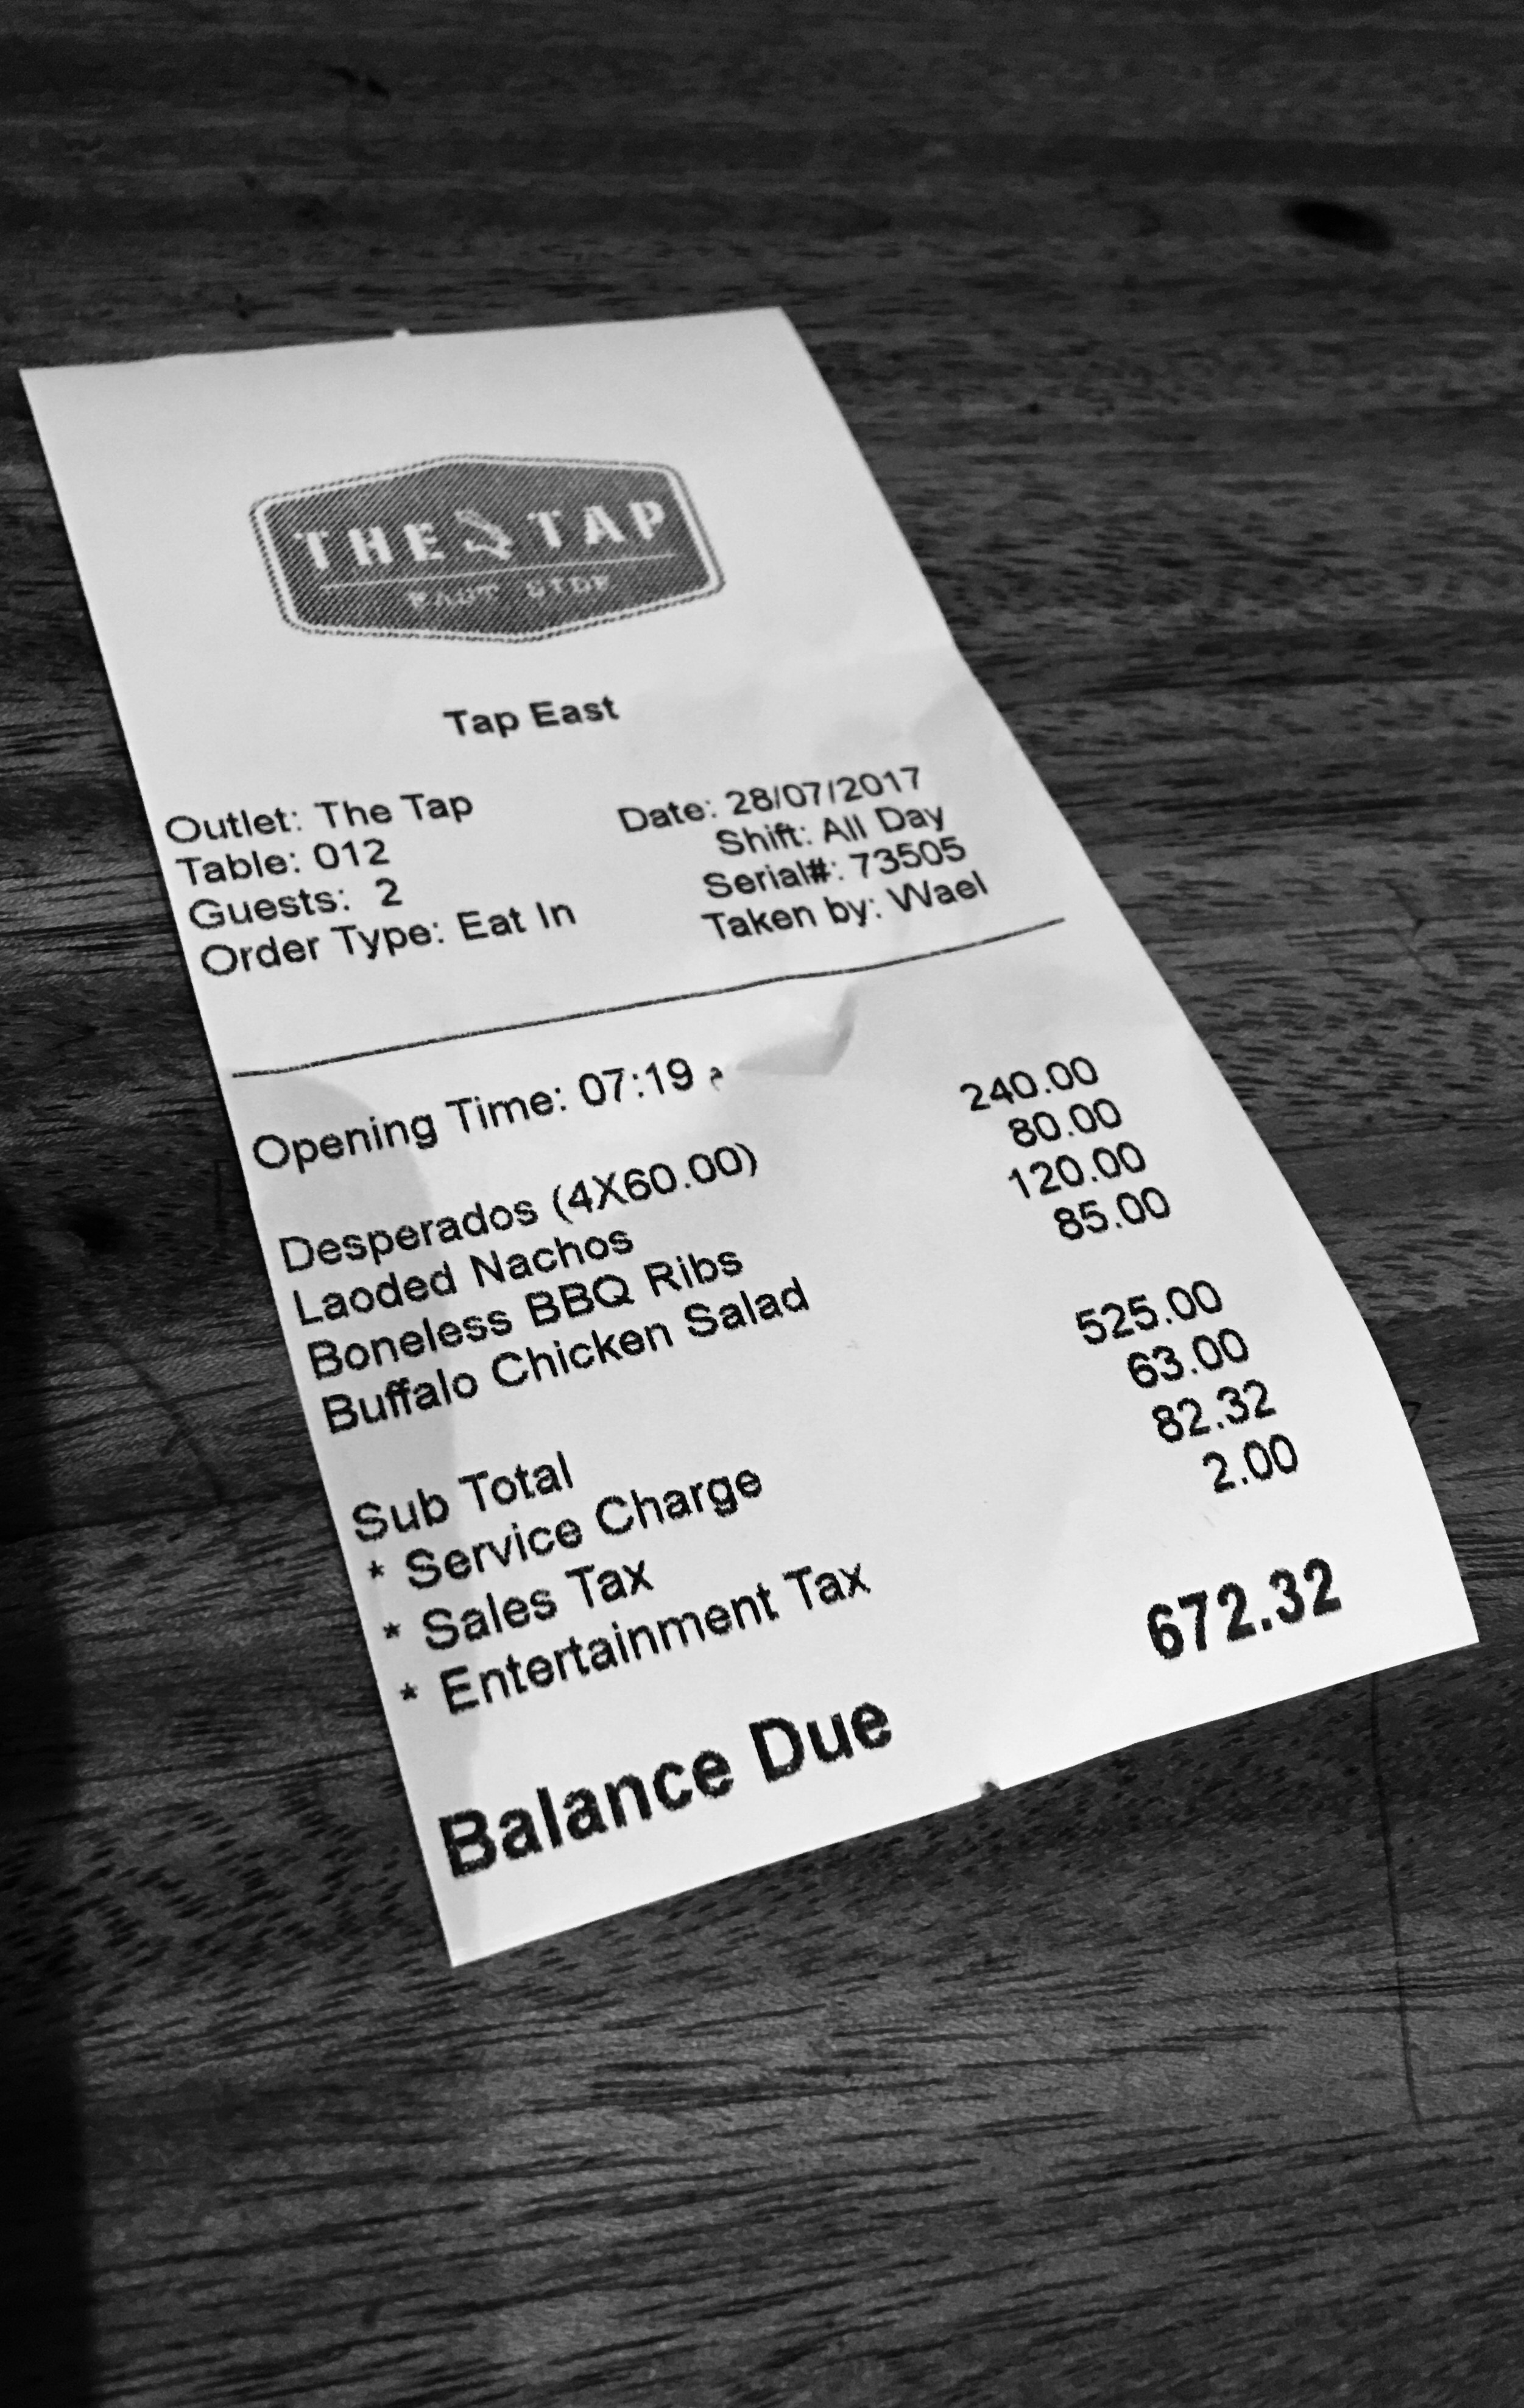 THE TAP
EAST SIDE
Tap East
Outlet: The Tap Date: 28/07/2017
Table: 012 Shift: All Day
Guests: 2 Serial#: 73505
Order Type: Eat In Taken by: Wael
Opening Time: 07:19
Desperados (4X60.00) 240.00
Laoded Nachos 80.00
Boneless BBQ Ribs 120.00
Buffalo Chicken Salad 85.00
Sub Total 525.00
* Service Charge 63.00
* Sales Tax 82.32
* Entertainment Tax 2.00
Balance Due 672.32